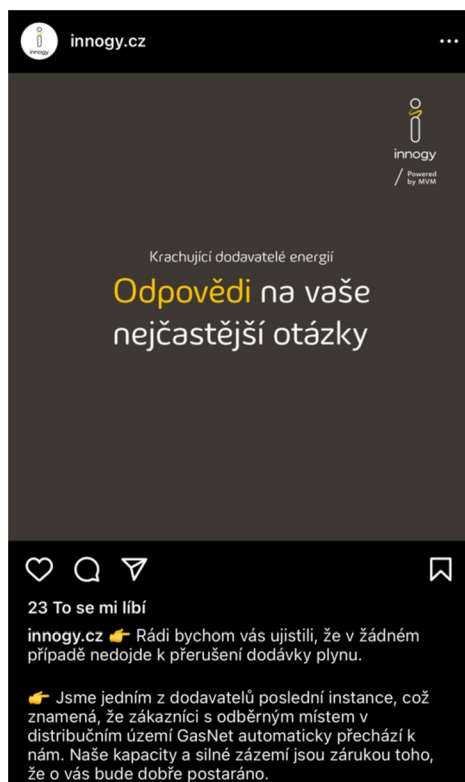 innogy
innogy.cz
innogy
Powered
by MVM
Krachující dodavatelé energií
Odpovědi na vaše
nejčastější otázky
23 To se mi líbí
innogy.cz 👉 Rádi bychom vás ujistili, že v žádném
případě nedojde k přerušení dodávky plynu.
👉 Jsme jedním z dodavatelů poslední instance, což
znamená, že zákazníci s odběrným místem v
distribučním území GasNet automaticky přechází k
nám. Naše kapacity a silné zázemí jsou zárukou toho,
že o vás bude dobře postaráno.